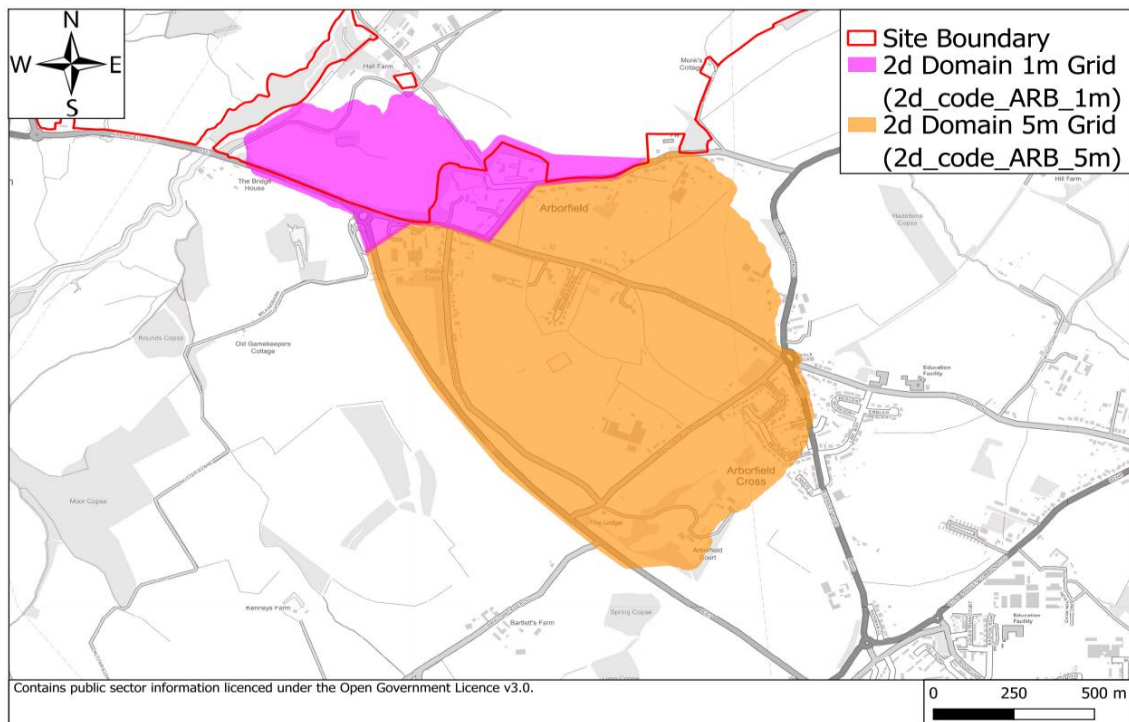 N
W E
S
Site Boundary
2d Domain 1m Grid
(2d_code_ARB_1m)
2d Domain 5m Grid
(2d_code_ARB_5m)
Hall Farm
Monk's
Cottage
The Bridge
House
Arborfield
Hill Farm
Hazeltons
Copse
Rounds Copse
Old Gamekeepers
Cottage
Education
Facility
Arborfield
Cross
Moor Copse
The Lodge
Arborfield
Court
Kenneys Farm
Bartlett's Farm
Spring Copse
Education
Facility
Contains public sector information licenced under the Open Government Licence v3.0.
0 250 500 m